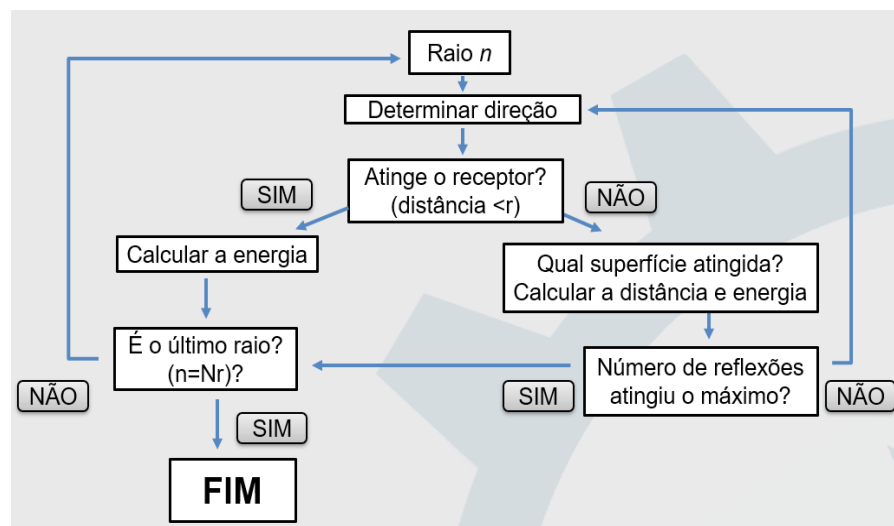 Raio n
Determinar direção
Atinge o receptor?
(distância <r)
SIM
NÃO
Calcular a energia
Qual superfície atingida?
Calcular a distância e energia
É o último raio?
(n=Nr)?
Número de reflexões
atingiu o máximo?
NÃO
SIM
NÃO
SIM
FIM